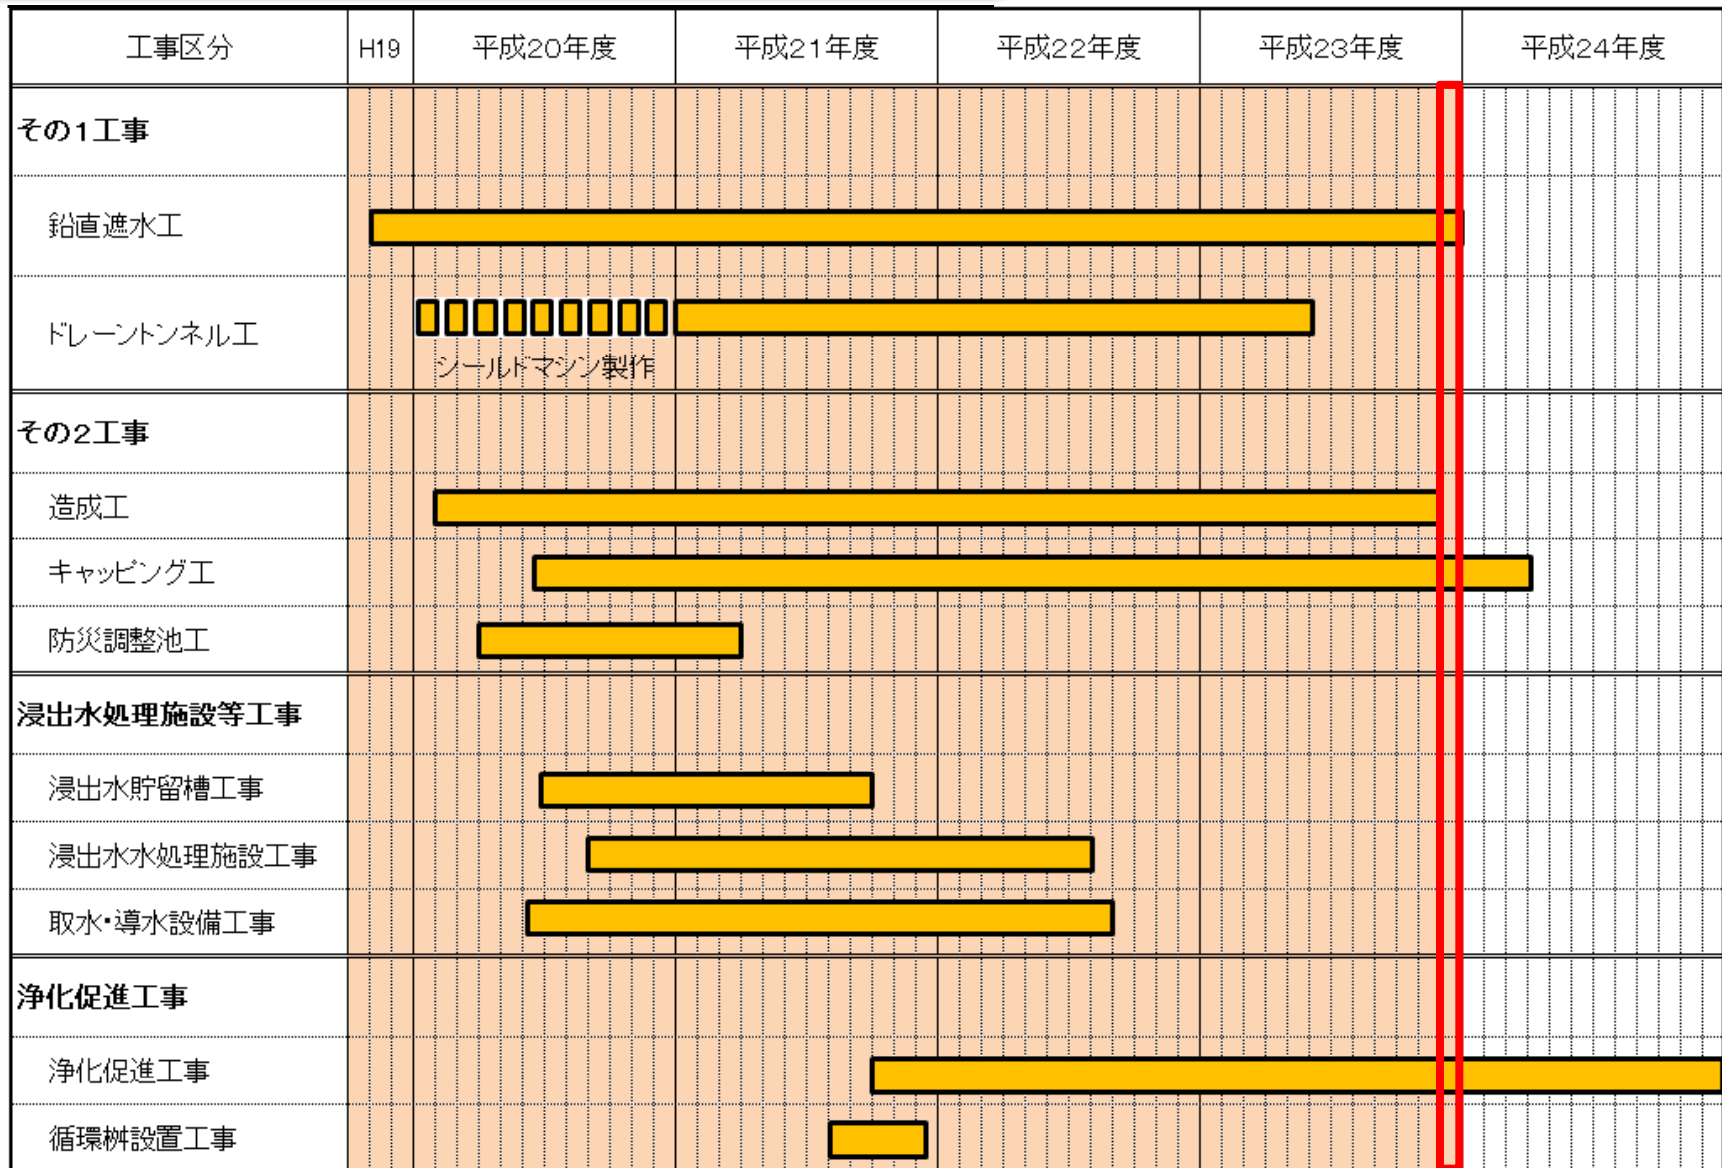 工事区分 H19 平成20年度 平成21年度 平成22年度 平成23年度 平成24年度
その1工事
鉛直遮水工
ドレーントンネル工
シールドマシン製作
その2工事
造成工
キャッピング工
防災調整池工
浸出水処理施設等工事
浸出水貯留槽工事
浸出水水処理施設工事
取水・導水設備工事
浄化促進工事
浄化促進工事
循環桝設置工事